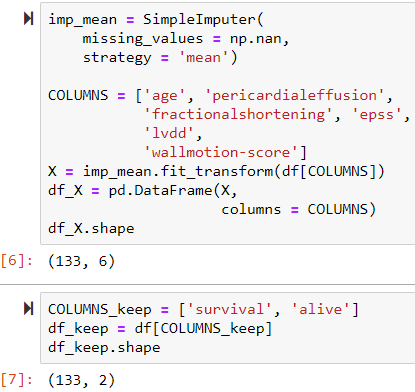 imp_mean = SimpleImputer(
    missing_values = np.nan,
    strategy = 'mean')

COLUMNS = ['age', 'pericardialeffusion',
           'fractionalshortening', 'epss',
           'lvdd',
           'wallmotion-score']
X = imp_mean.fit_transform(df[COLUMNS])
df_X = pd.DataFrame(X,
                    columns = COLUMNS)
df_X.shape
[6]: (133, 6)
COLUMNS_keep = ['survival', 'alive']
df_keep = df[COLUMNS_keep]
df_keep.shape
[7]: (133, 2)